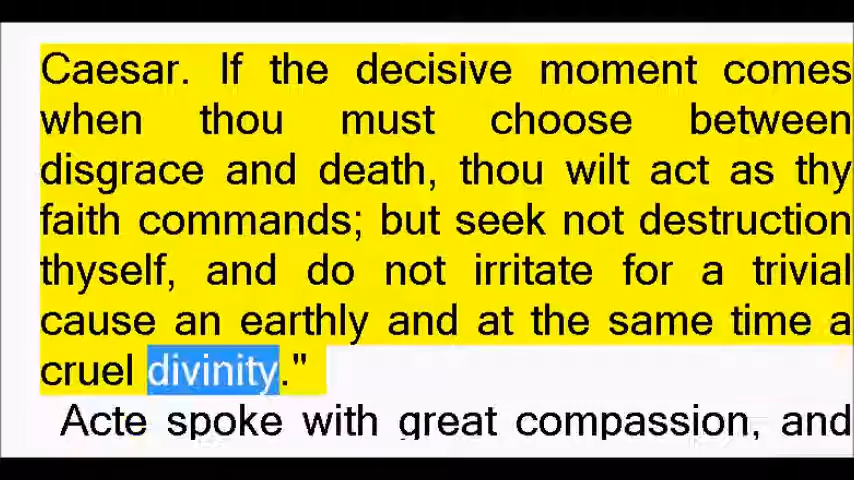 Caesar. If the decisive moment comes
when thou must choose between
disgrace and death, thou wilt act as thy
faith commands; but seek not destruction
thyself, and do not irritate for a trivial
cause an earthly and at the same time a
cruel divinity."
Acte spoke with great compassion, and